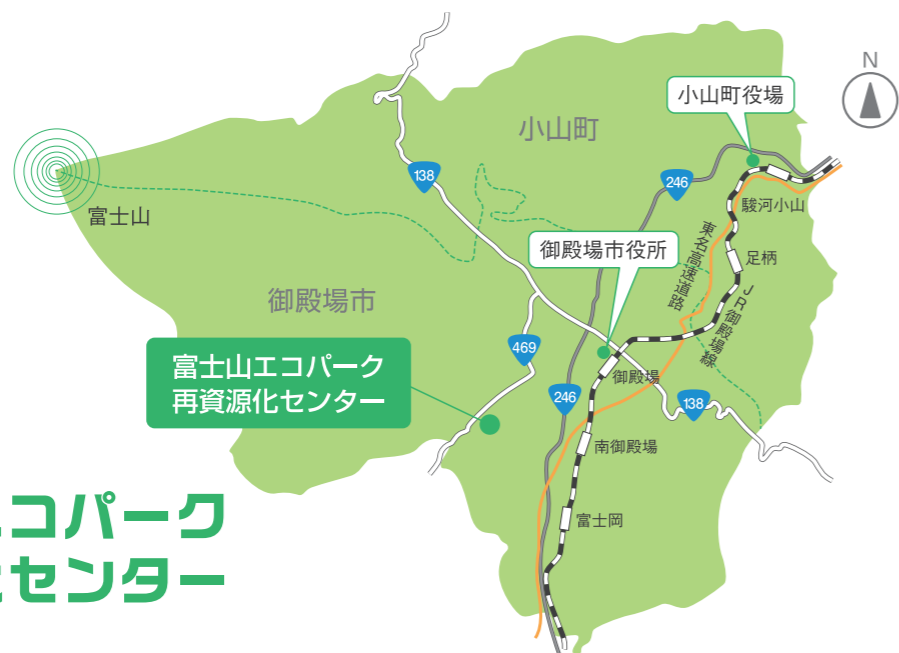 N
小山町役場
小山町
138
246
駿河小山
富士山
東名高速道路
足柄
御殿場市役所
JR御殿場線
御殿場市
469
富士山エコパーク
再資源化センター
御殿場
246
138
南御殿場
コパーク
富士岡
センター